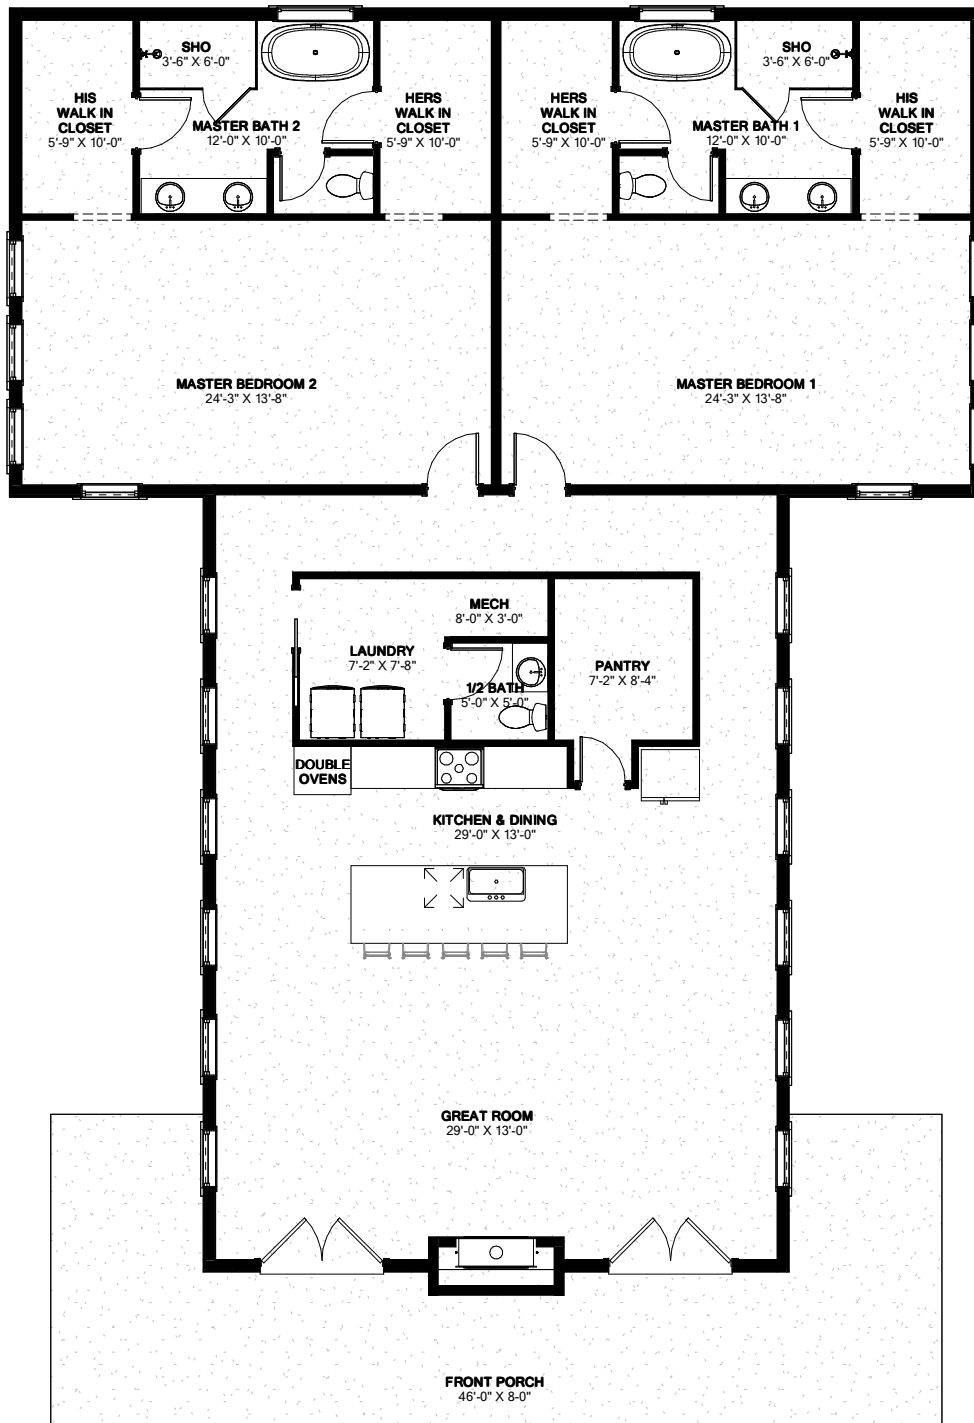 SHO
3'-6" X 6'-0"
HIS
WALK IN
CLOSET
5'-9" X 10'-0"
MASTER BATH 2
12'-0" X 10'-0"
HERS
WALK IN
CLOSET
5'-9" X 10'-0"
HERS
WALK IN
CLOSET
5'-9" X 10'-0"
MASTER BATH 1
12'-0" X 10'-0"
SHO
3'-6" X 6'-0"
HIS
WALK IN
CLOSET
5'-9" X 10'-0"
MASTER BEDROOM 2
24'-3" X 13'-8"
MASTER BEDROOM 1
24'-3" X 13'-8"
MECH
8'-0" X 3'-0"
LAUNDRY
7'-2" X 7'-8"
1/2 BATH
5'-0" X 5'-0"
PANTRY
7'-2" X 8'-4"
DOUBLE
OVENS
KITCHEN & DINING
29'-0" X 13'-0"
GREAT ROOM
29'-0" X 13'-0"
FRONT PORCH
46'-0" X 8-0"